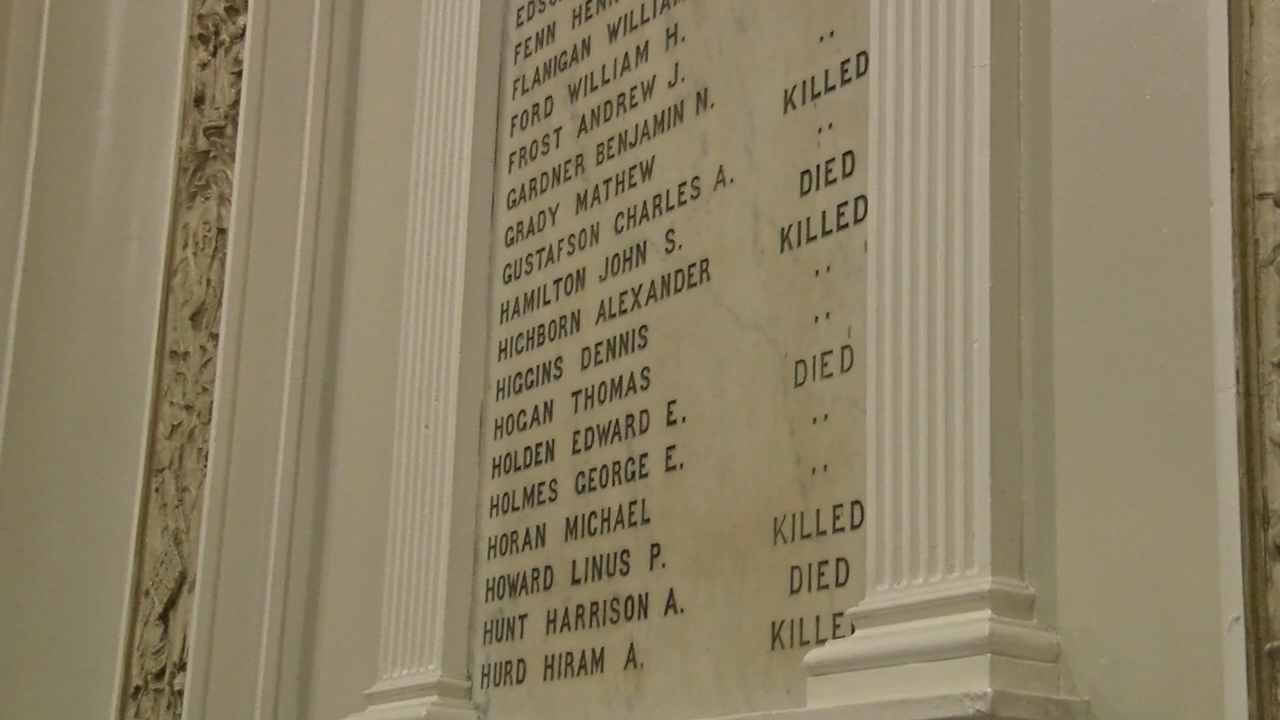 FENN HENR
FLANIGAN WILLIAM
FORD WILLIAM H.
FROST ANDREW J.
GARDNER BENJAMIN N. ,,
GRADY MATHEW KILLED
GUSTAFSON CHARLES A. ,,
HAMILTON JOHN S. DIED
HICHBORN ALEXANDER KILLED
HIGGINS DENNIS ,,
HOGAN THOMAS ,,
HOLDEN EDWARD E. DIED
HOLMES GEORGE E. ,,
HORAN MICHAEL ,,
HOWARD LINUS P. KILLED
HUNT HARRISON A. DIED
HURD HIRAM A. KILLE